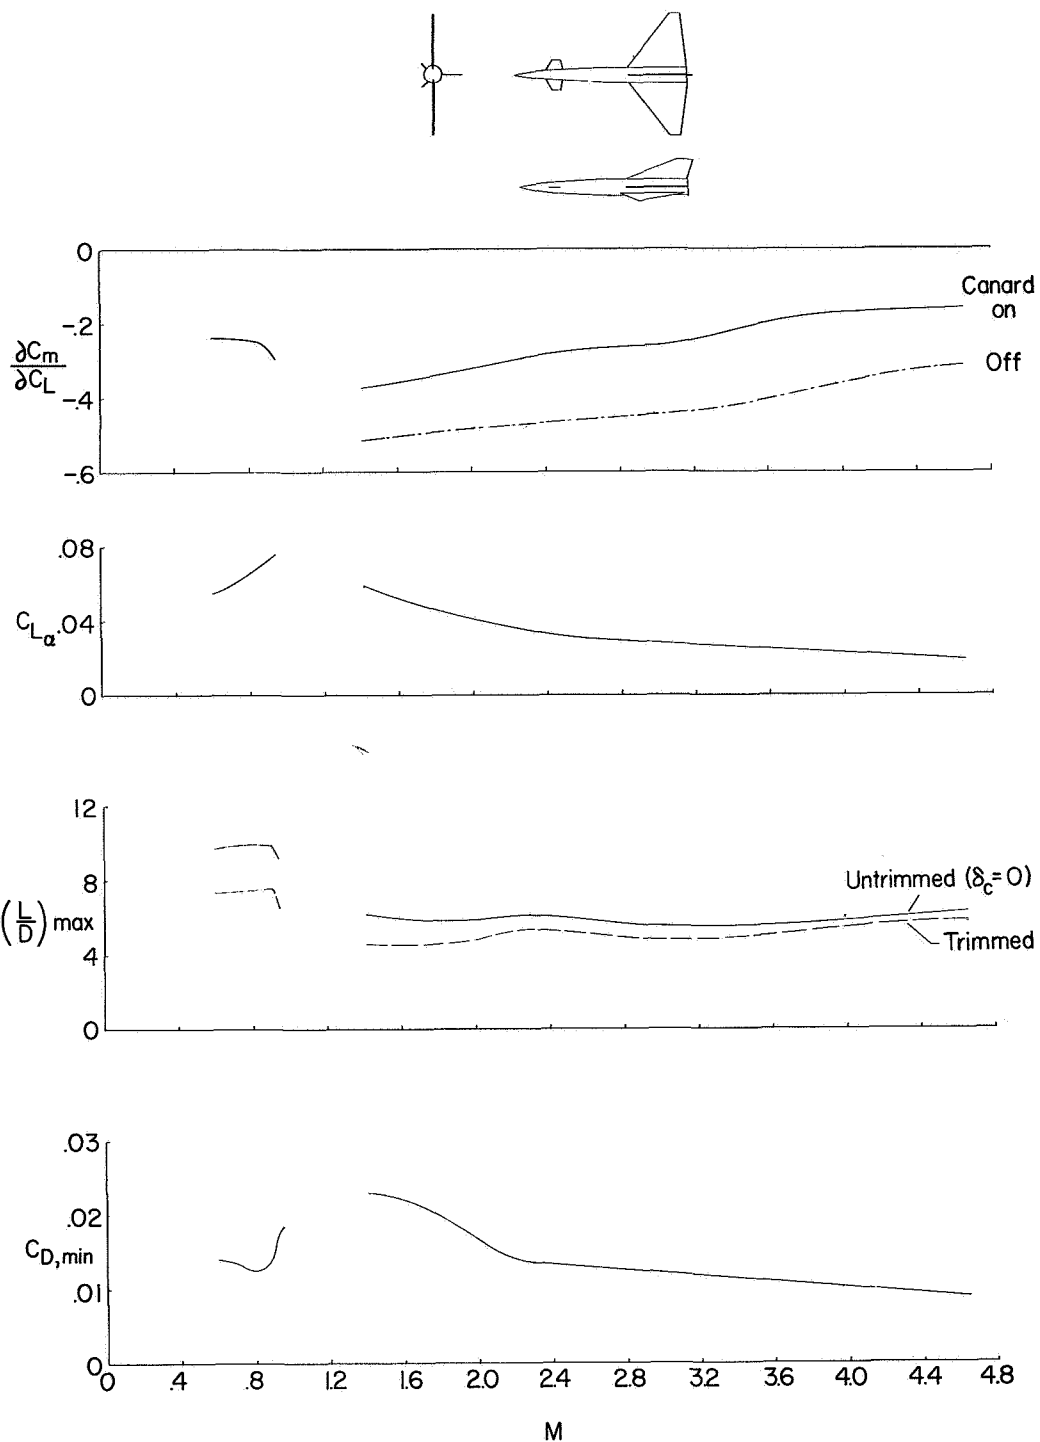 0
-.2
-.4
-.6
∂Cm
∂CL
Canard
on
Off
.08
.04
0
CLα
12
8
4
0
(L/D) max
Untrimmed (δc=0)
Trimmed
.03
.02
.01
0
CD,min
0 .4 .8 1.2 1.6 2.0 2.4 2.8 3.2 3.6 4.0 4.4 4.8
M